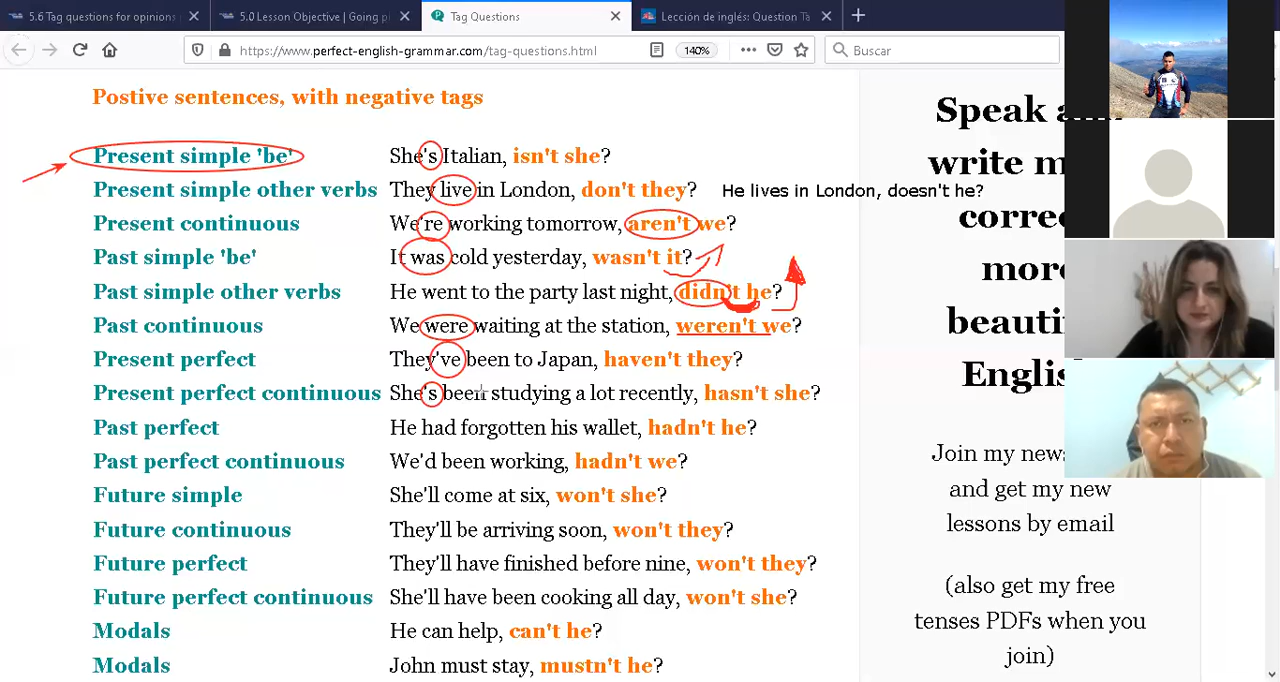 5.6 Tag questions for opinions
5.0 Lesson Objective | Going pl
Tag Questions
Lección de inglés: Question Ta
https://www.perfect-english-grammar.com/tag-questions.html
140%
Buscar
Postive sentences, with negative tags
Present simple 'be' She's Italian, isn't she?
Present simple other verbs They live in London, don't they? He lives in London, doesn't he?
Present continuous We're working tomorrow, aren't we?
Past simple 'be' It was cold yesterday, wasn't it?
Past simple other verbs He went to the party last night, didn't he?
Past continuous We were waiting at the station, weren't we?
Present perfect They've been to Japan, haven't they?
Present perfect continuous She's been studying a lot recently, hasn't she?
Past perfect He had forgotten his wallet, hadn't he?
Past perfect continuous We'd been working, hadn't we?
Future simple She'll come at six, won't she?
Future continuous They'll be arriving soon, won't they?
Future perfect They'll have finished before nine, won't they?
Future perfect continuous She'll have been cooking all day, won't she?
Modals He can help, can't he?
Modals John must stay, mustn't he?
Speak
write
corre
mor
beauti
Englis
Join my new
and get my new
lessons by email
(also get my free
tenses PDFs when you
join)